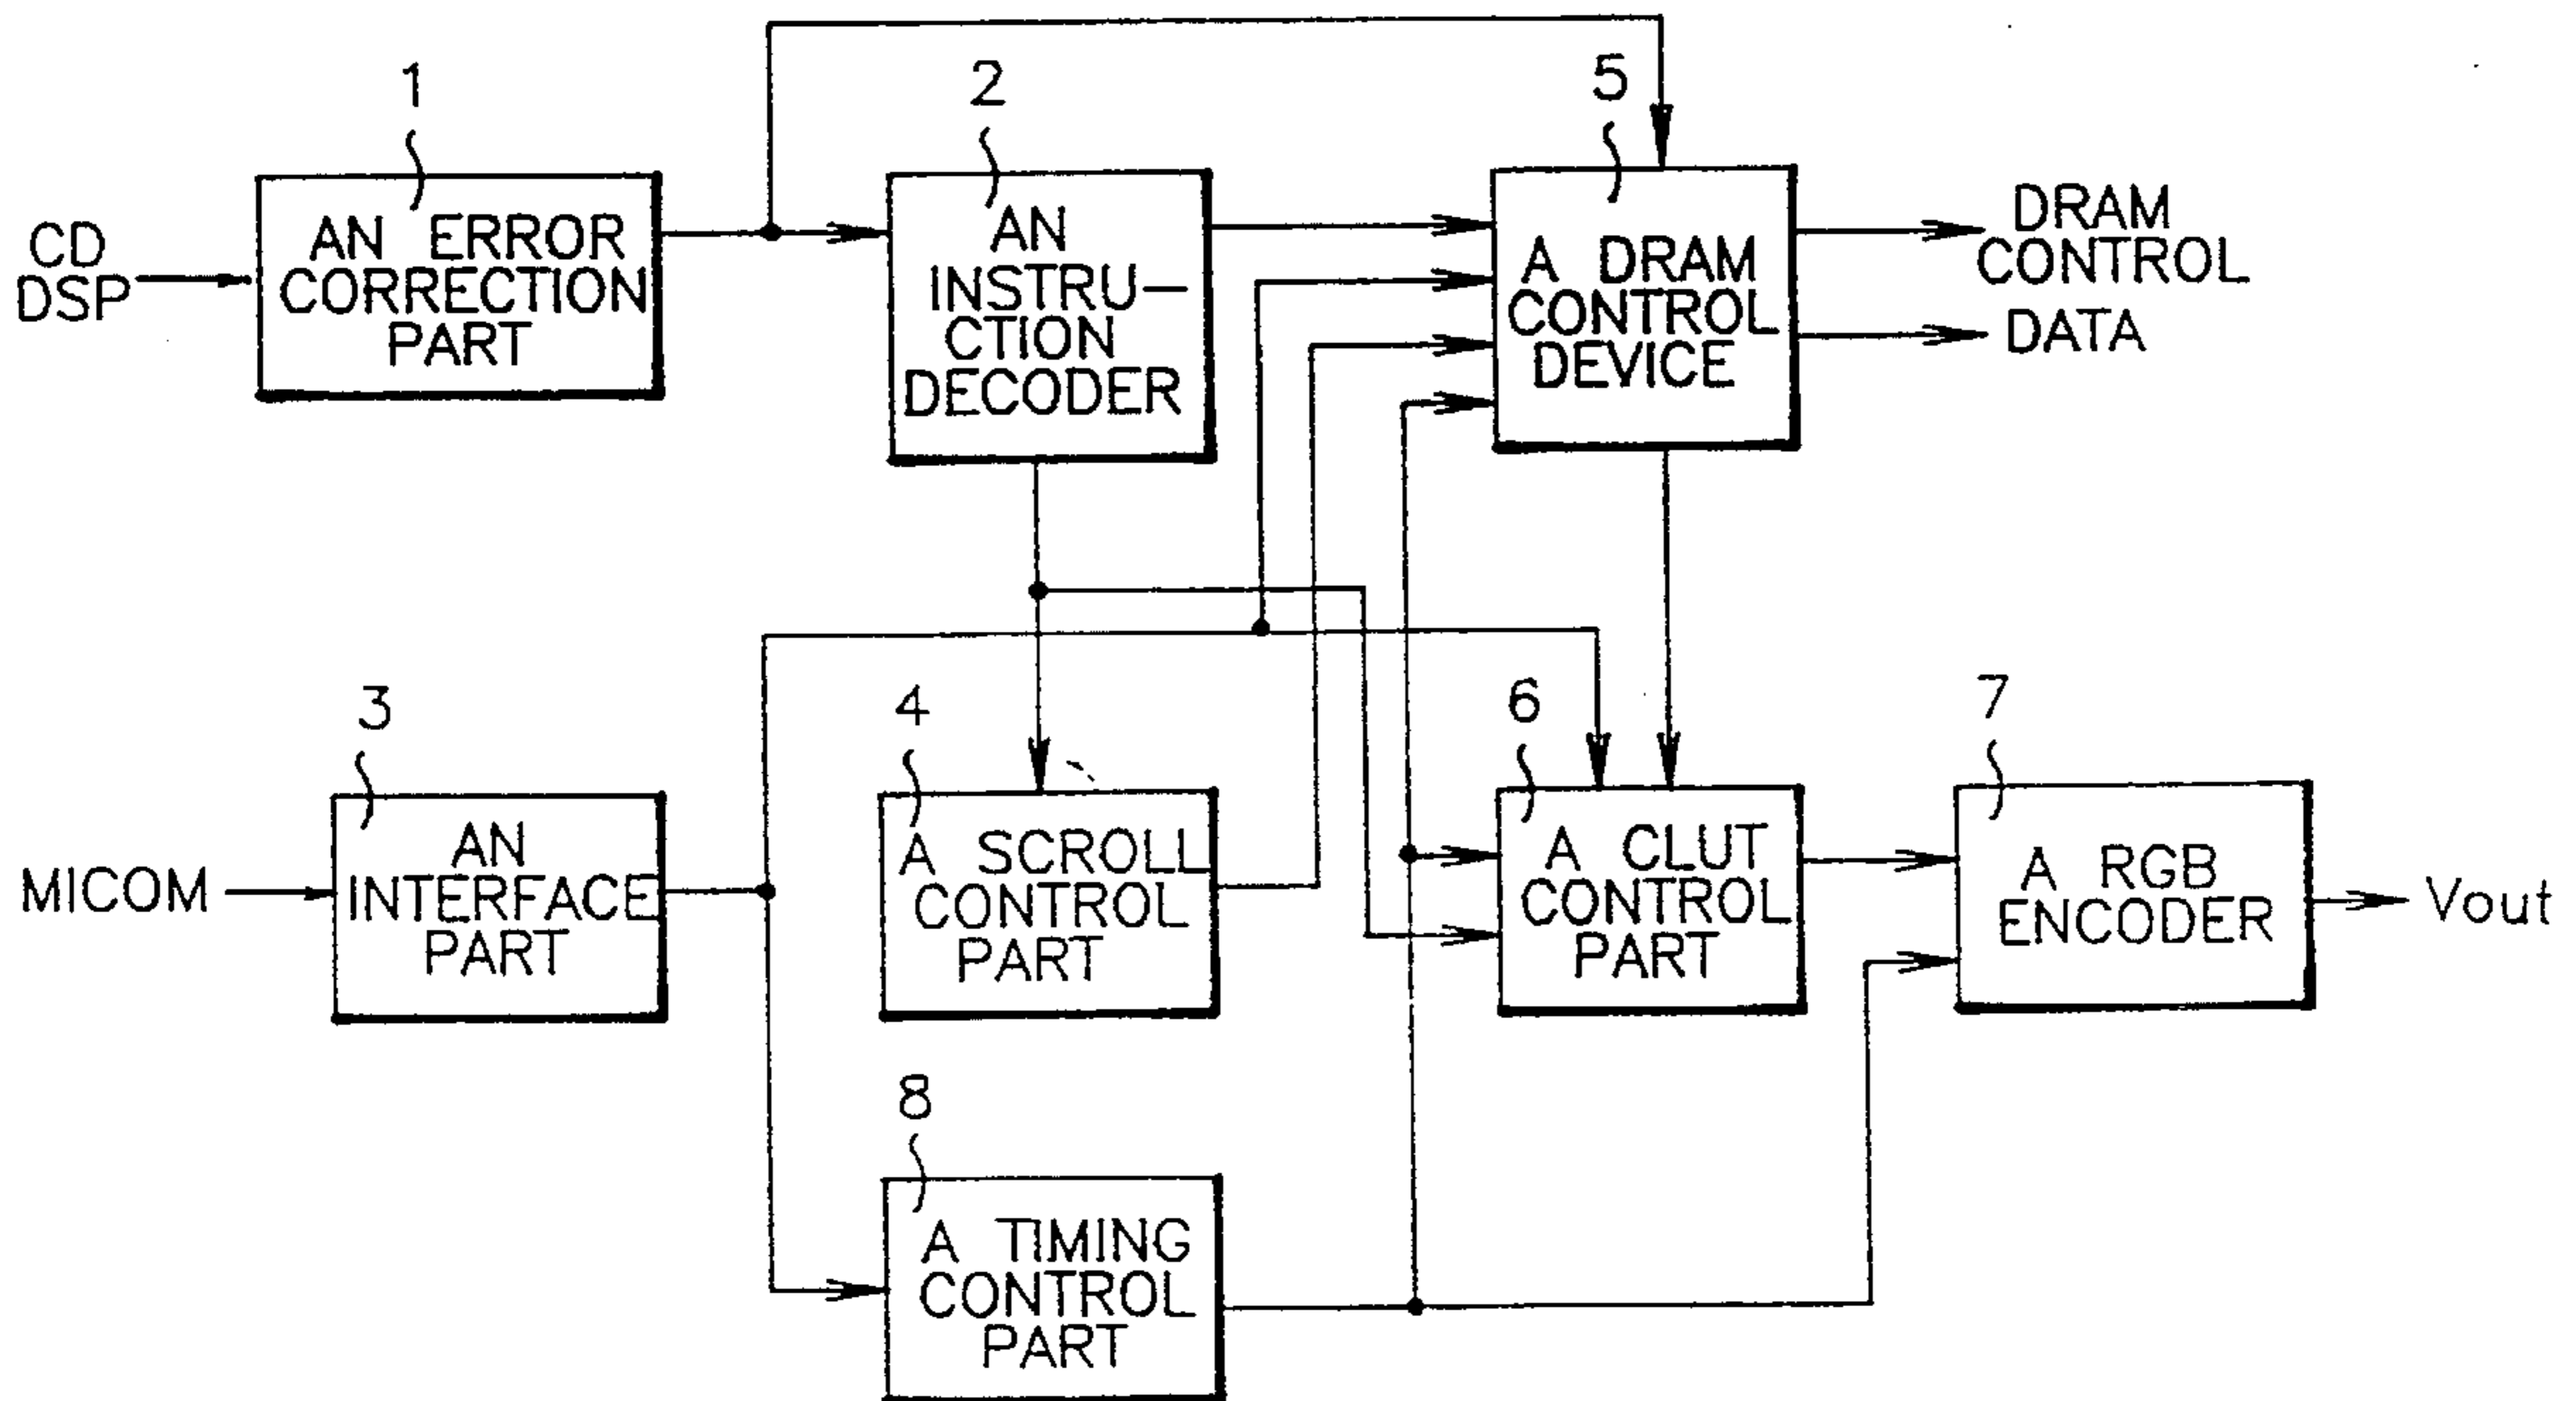 1
2
5
CD
DSP
AN ERROR
CORRECTION
PART
AN
INSTRU-
CTION
DECODER
A DRAM
CONTROL
DEVICE
DRAM
CONTROL
DATA
3
4
6
7
MICOM
AN
INTERFACE
PART
A SCROLL
CONTROL
PART
A CLUT
CONTROL
PART
A RGB
ENCODER
Vout
8
A TIMING
CONTROL
PART